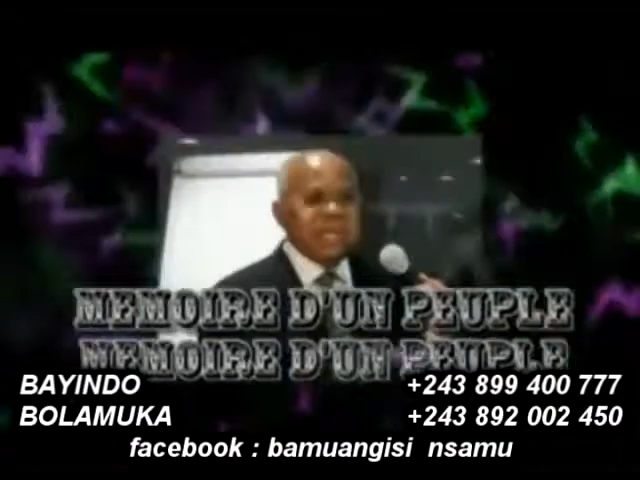 MEMOIRE D'UN PEUPLE
MEMOIRE D'UN PEUPLE
BAYINDO +243 899 400 777
BOLAMUKA +243 892 002 450
facebook : bamuangisi nsamu